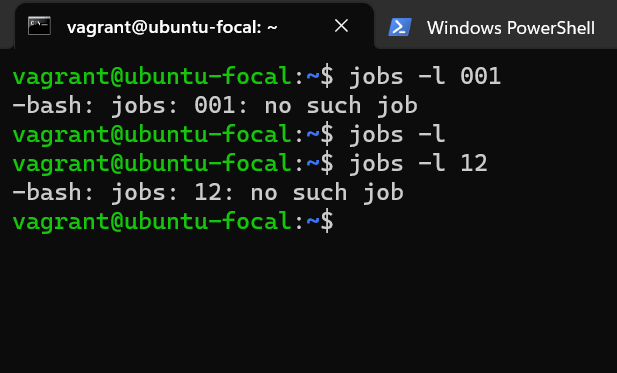 vagrant@ubuntu-focal: ~
Windows PowerShell
vagrant@ubuntu-focal:~$ jobs -l 001
-bash: jobs: 001: no such job
vagrant@ubuntu-focal:~$ jobs -l
vagrant@ubuntu-focal:~$ jobs -l 12
-bash: jobs: 12: no such job
vagrant@ubuntu-focal:~$